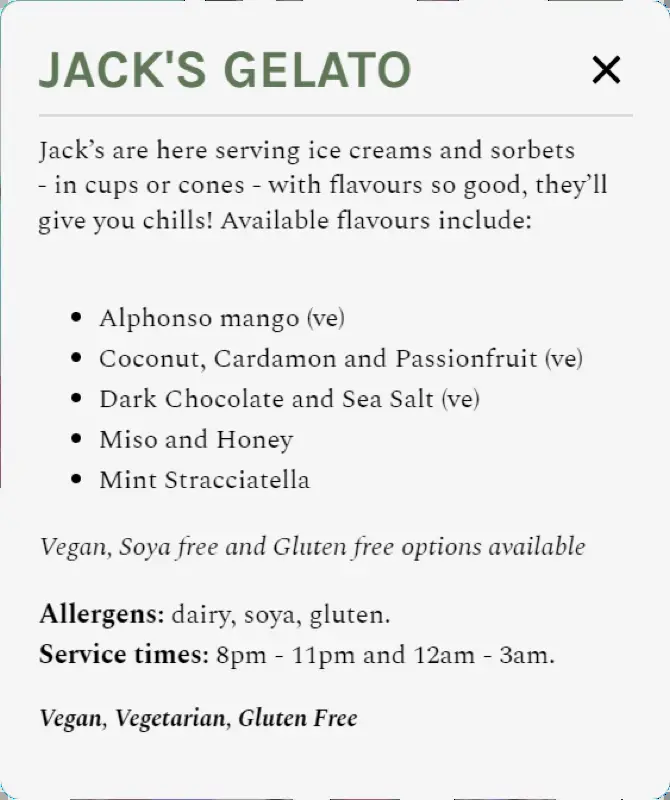 JACK'S GELATO
Jack’s are here serving ice creams and sorbets
- in cups or cones - with flavours so good, they’ll
give you chills! Available flavours include:
• Alphonso mango (ve)
• Coconut, Cardamon and Passionfruit (ve)
• Dark Chocolate and Sea Salt (ve)
• Miso and Honey
• Mint Stracciatella
Vegan, Soya free and Gluten free options available
Allergens: dairy, soya, gluten.
Service times: 8pm - 11pm and 12am - 3am.
Vegan, Vegetarian, Gluten Free